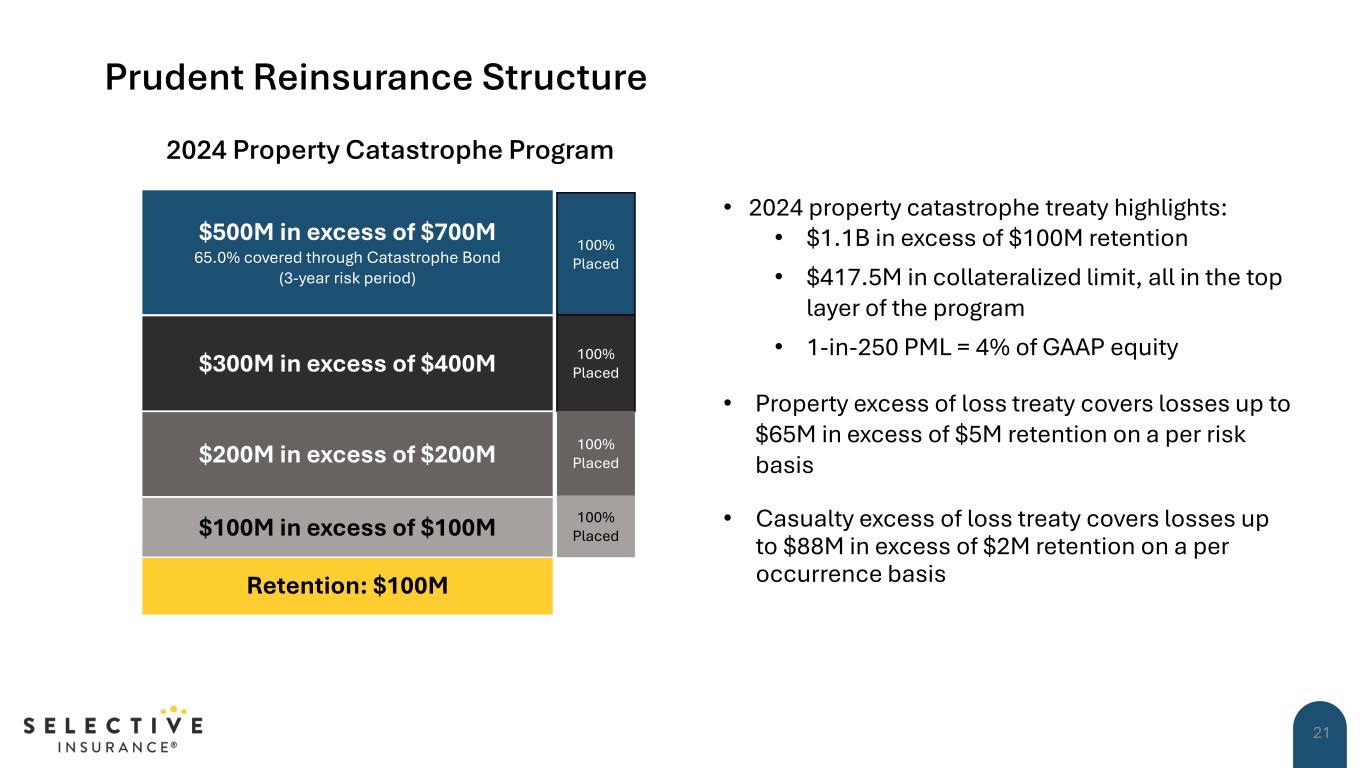 Prudent Reinsurance Structure
2024 Property Catastrophe Program
$500M in excess of $700M
65.0% covered through Catastrophe Bond
(3-year risk period)
100%
Placed
$300M in excess of $400M
100%
Placed
$200M in excess of $200M
100%
Placed
$100M in excess of $100M
100%
Placed
Retention: $100M
• 2024 property catastrophe treaty highlights:
• $1.1B in excess of $100M retention
• $417.5M in collateralized limit, all in the top
layer of the program
• 1-in-250 PML = 4% of GAAP equity
• Property excess of loss treaty covers losses up to
$65M in excess of $5M retention on a per risk
basis
• Casualty excess of loss treaty covers losses up
to $88M in excess of $2M retention on a per
occurrence basis
SELECTIVE
INSURANCE®
21